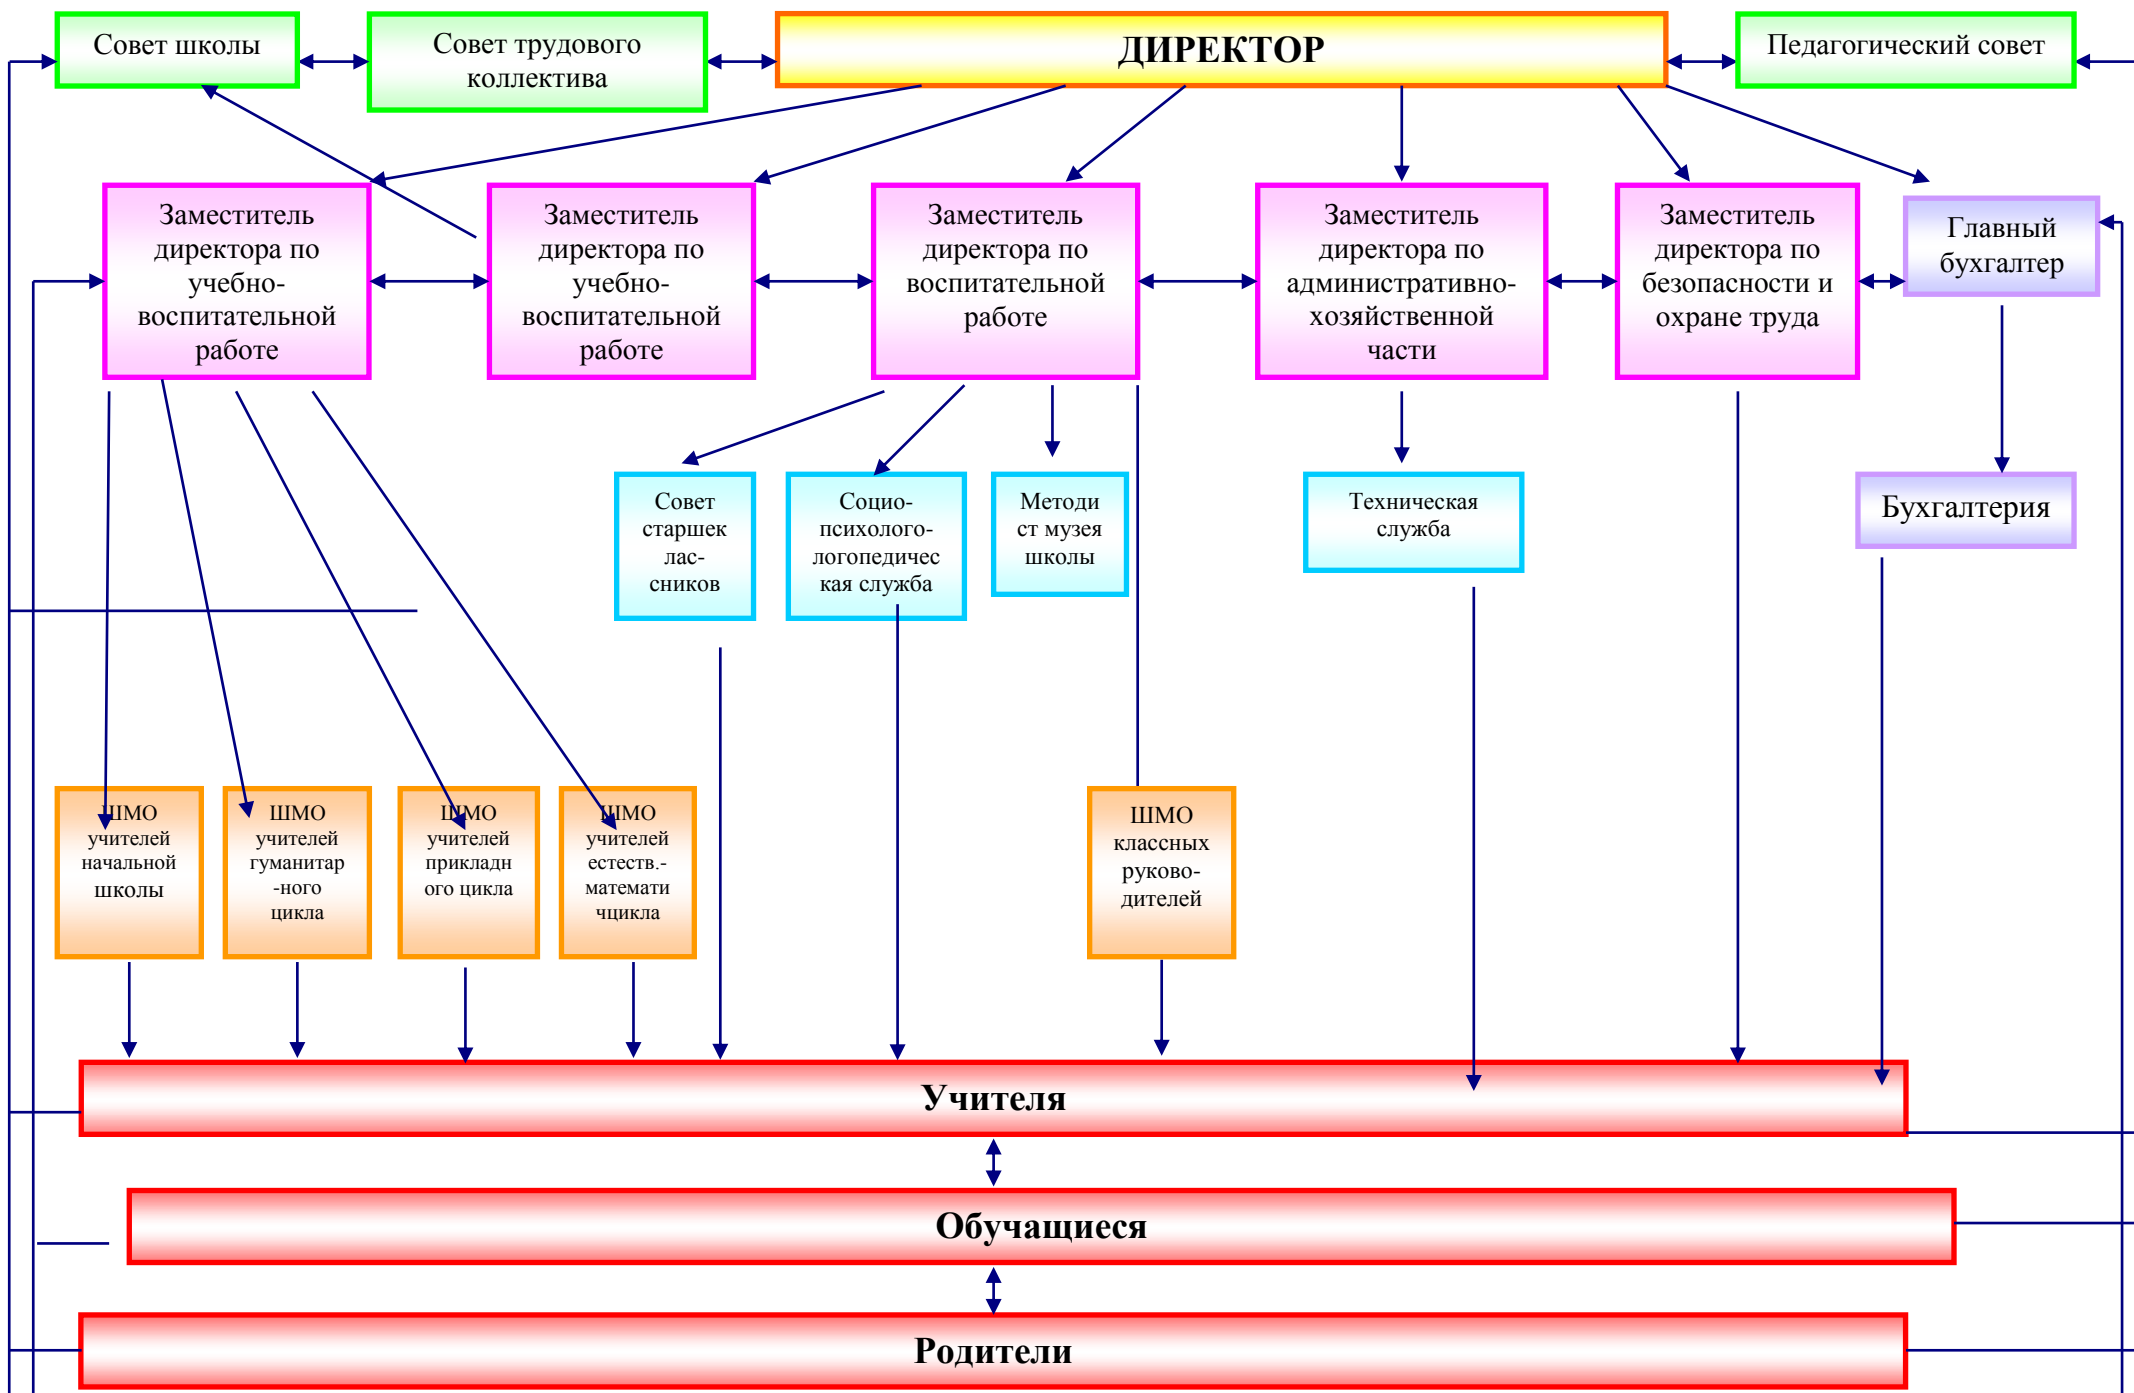 Совет школы
Совет трудового
коллектива
ДИРЕКТОР
Педагогический совет
Заместитель
директора по
учебно-
воспитательной
работе
Заместитель
директора по
учебно-
воспитательной
работе
Заместитель
директора по
воспитательной
работе
Заместитель
директора по
административно-
хозяйственной
части
Заместитель
директора по
безопасности и
охране труда
Главный
бухгалтер
Совет
старшек
лас-
сников
Социо-
психолого-
логопедичес
кая служба
Методи
ст музея
школы
Техническая
служба
Бухгалтерия
ШМО
учителей
начальной
школы
ШМО
учителей
гуманитар
-ного
цикла
ШМО
учителей
прикладн
ого цикла
ШМО
учителей
естеств.-
математи
чцикла
ШМО
классных
руково-
дителей
Учителя
Обучащиеся
Родители